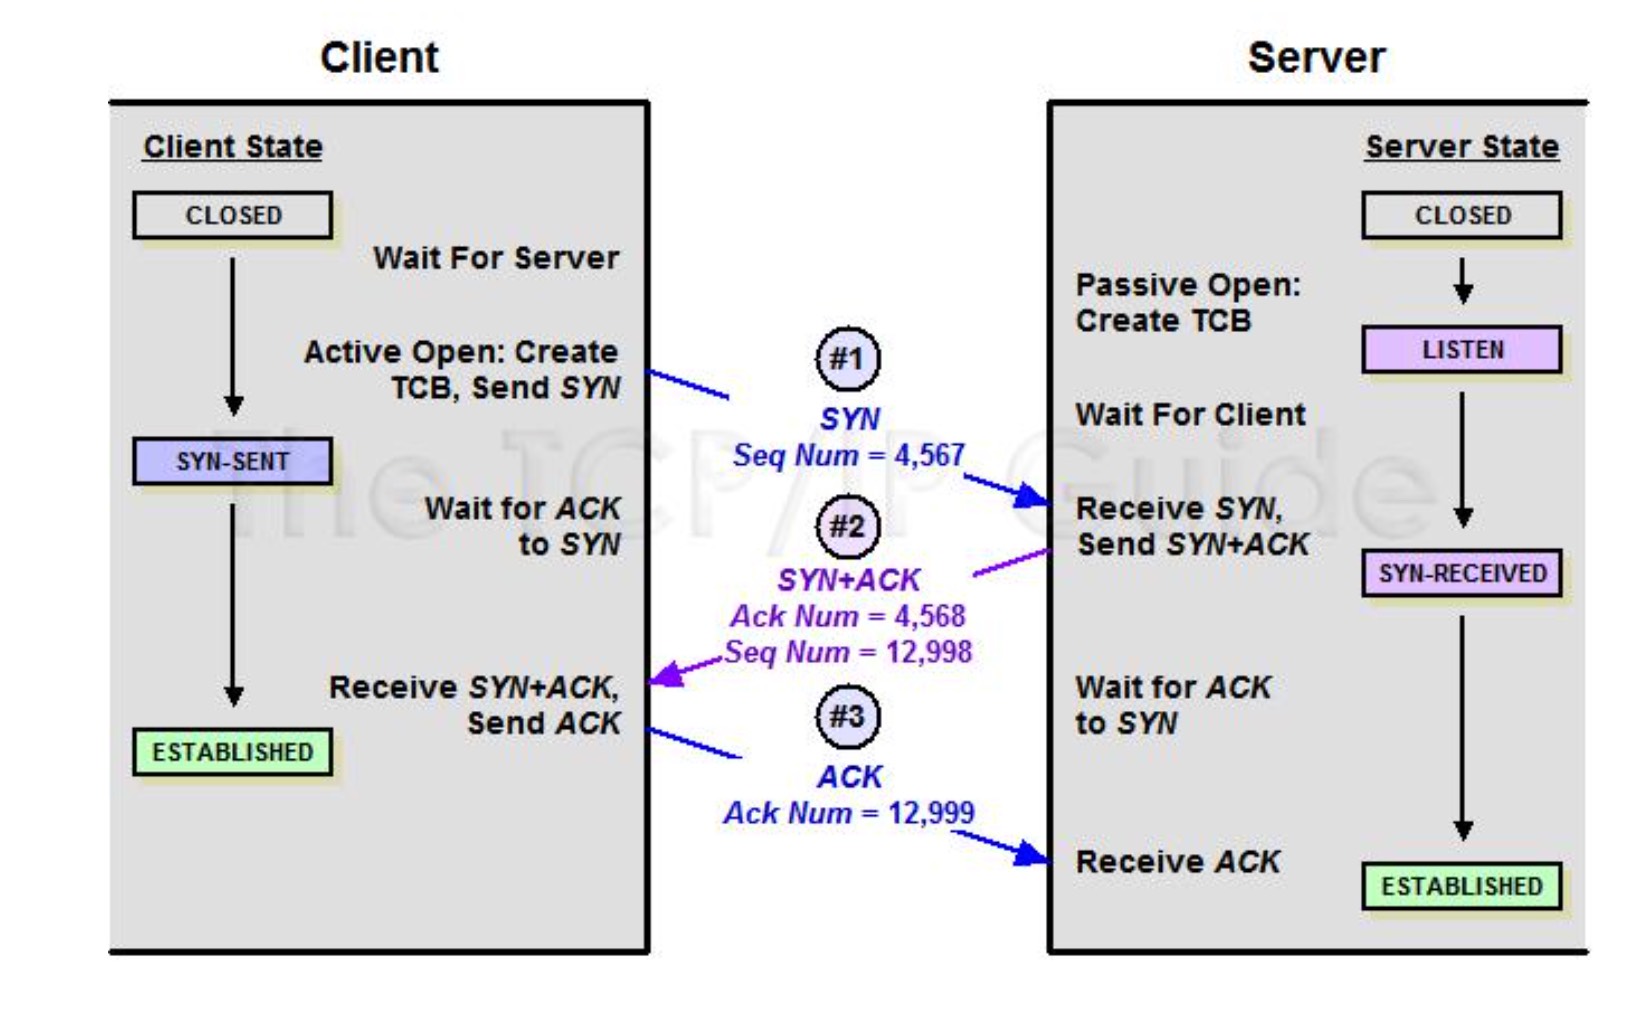 Client
Server
Client State
CLOSED
Wait For Server
Active Open: Create
TCB, Send SYN
SYN-SENT
Wait for ACK
to SYN
Receive SYN+ACK,
Send ACK
ESTABLISHED
#1
SYN
Seq Num = 4,567
#2
SYN+ACK
Ack Num = 4,568
Seq Num = 12,998
#3
ACK
Ack Num = 12,999
Server State
CLOSED
Passive Open:
Create TCB
LISTEN
Wait For Client
Receive SYN,
Send SYN+ACK
SYN-RECEIVED
Wait for ACK
to SYN
Receive ACK
ESTABLISHED
The TCP/IP Guide